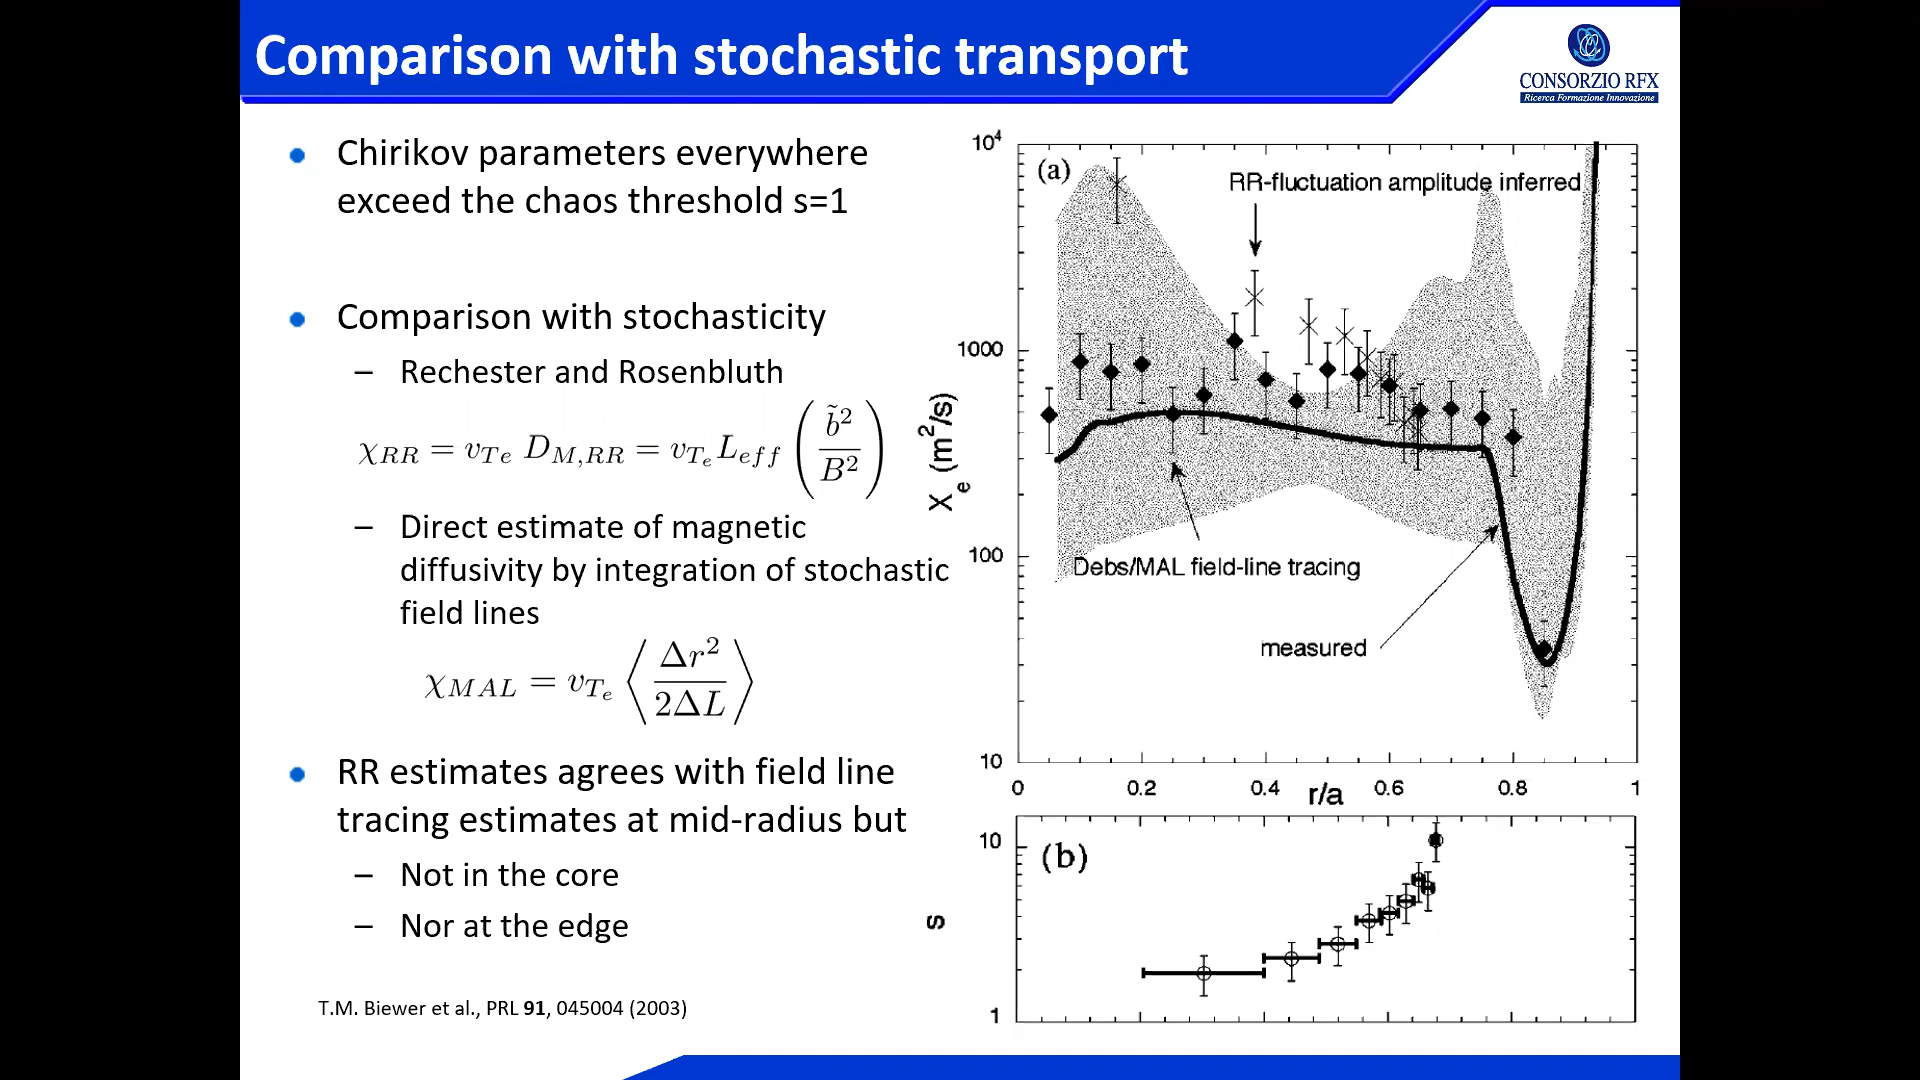 Comparison with stochastic transport
CONSORZIO RFX
Ricerca Formazione Innovazione
• Chirikov parameters everywhere
exceed the chaos threshold s=1
• Comparison with stochasticity
– Rechester and Rosenbluth
χ_RR = v_Te D_{M,RR} = v_{T_e} L_eff ( b̃² / B² )
– Direct estimate of magnetic
diffusivity by integration of stochastic
field lines
χ_MAL = v_{T_e} ⟨ Δr² / 2ΔL ⟩
• RR estimates agrees with field line
tracing estimates at mid-radius but
– Not in the core
– Nor at the edge
T.M. Biewer et al., PRL 91, 045004 (2003)
(a)
RR-fluctuation amplitude inferred
Debs/MAL field-line tracing
measured
10⁴
1000
100
10
Χ_e (m²/s)
0 0.2 0.4 0.6 0.8 1
r/a
(b)
10
1
s